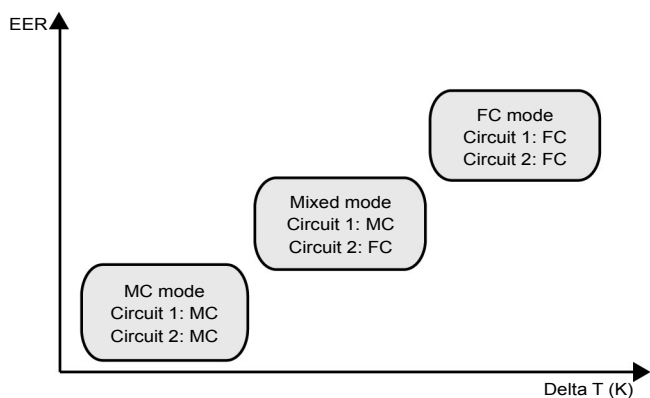 EER
FC mode
Circuit 1: FC
Circuit 2: FC
Mixed mode
Circuit 1: MC
Circuit 2: FC
MC mode
Circuit 1: MC
Circuit 2: MC
Delta T (K)